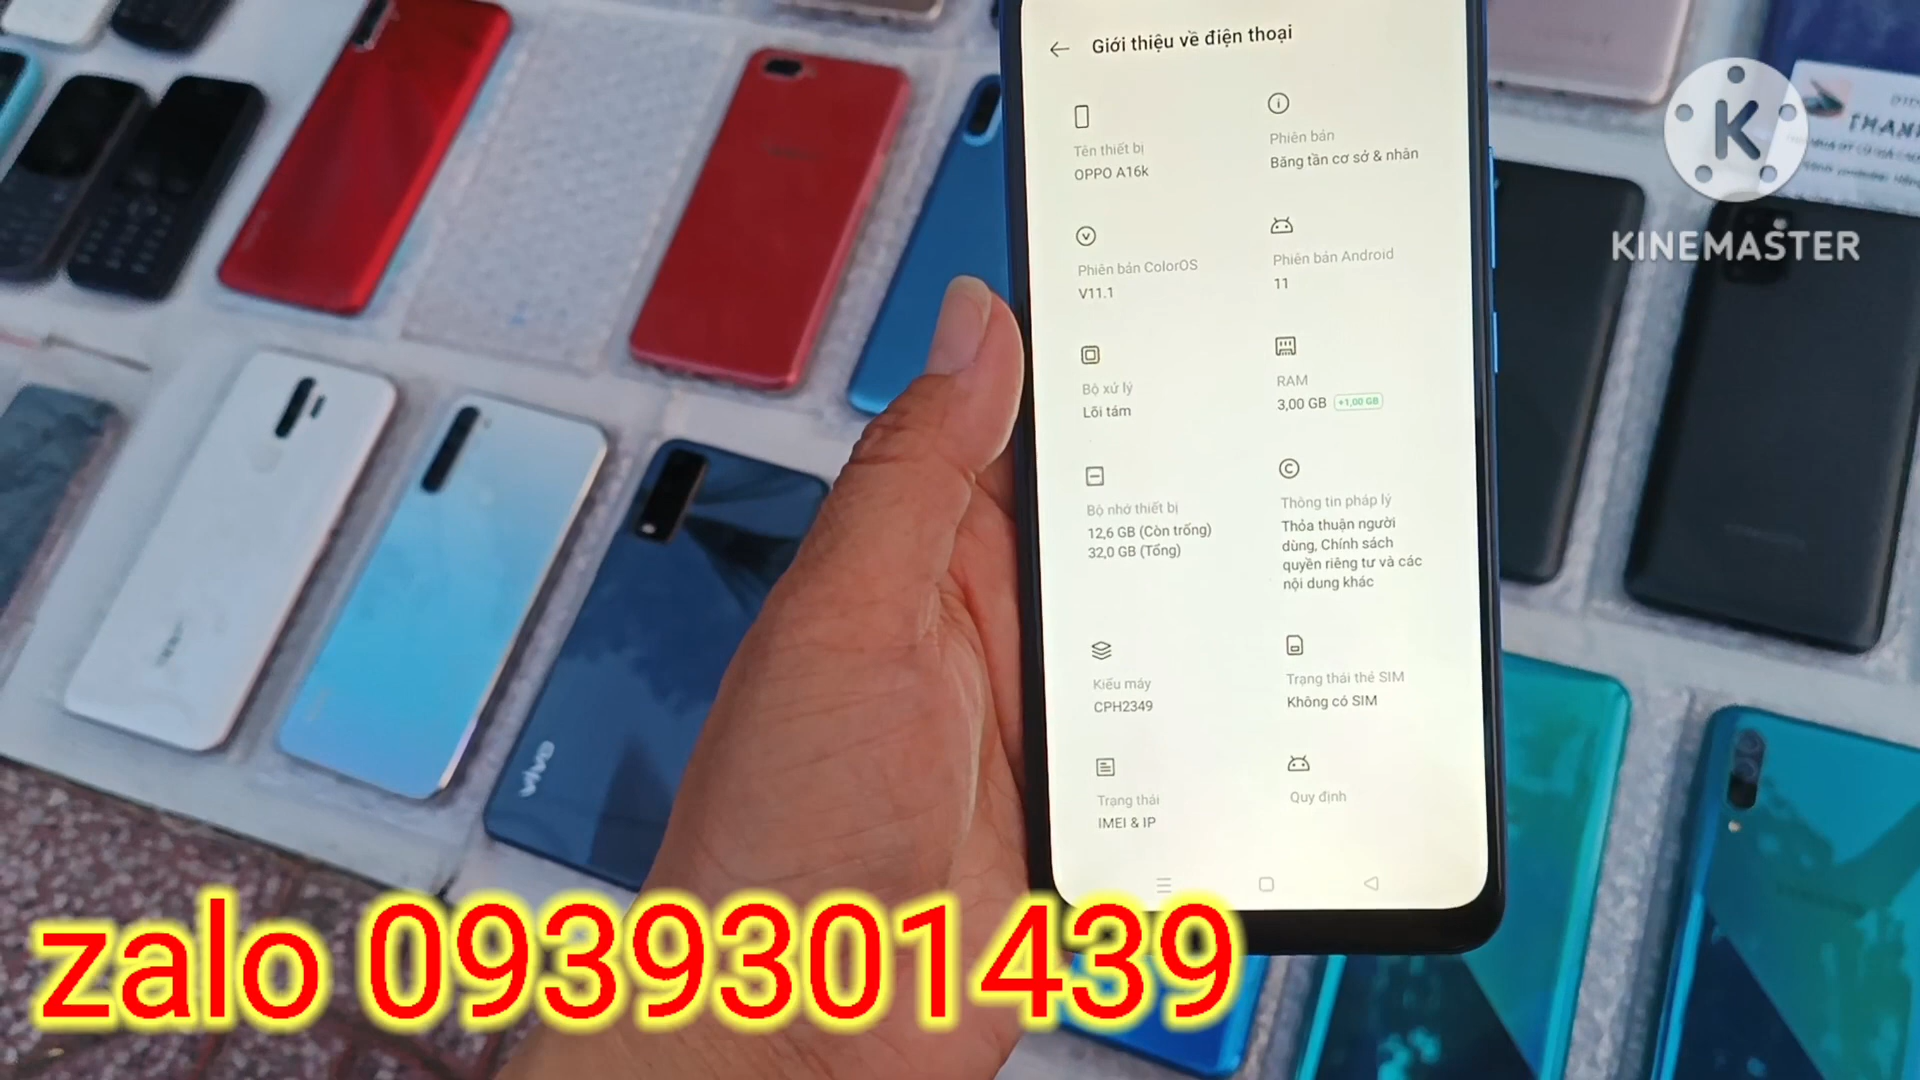 Giới thiệu về điện thoại
Tên thiết bị
OPPO A16k
Phiên bản
Băng tần cơ sở & nhân
Phiên bản ColorOS
V11.1
Phiên bản Android
11
Bộ xử lý
Lõi tám
RAM
3,00 GB +1,00 GB
Bộ nhớ thiết bị
12,6 GB (Còn trống)
32,0 GB (Tổng)
Thông tin pháp lý
Thỏa thuận người
dùng, Chính sách
quyền riêng tư và các
nội dung khác
Kiểu máy
CPH2349
Trạng thái thẻ SIM
Không có SIM
Trạng thái
IMEI & IP
Quy định
K
KINEMASTER
vivo
zalo 0939301439